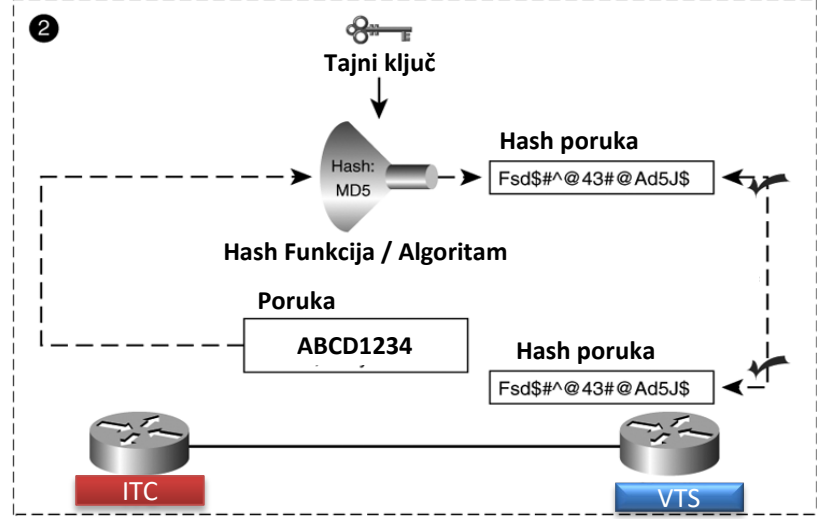 2
Tajni ključ
Hash poruka
Hash:
MD5
Fsd$#^@43#@Ad5J$
Hash Funkcija / Algoritam
Poruka
ABCD1234
Hash poruka
Fsd$#^@43#@Ad5J$
ITC
VTS